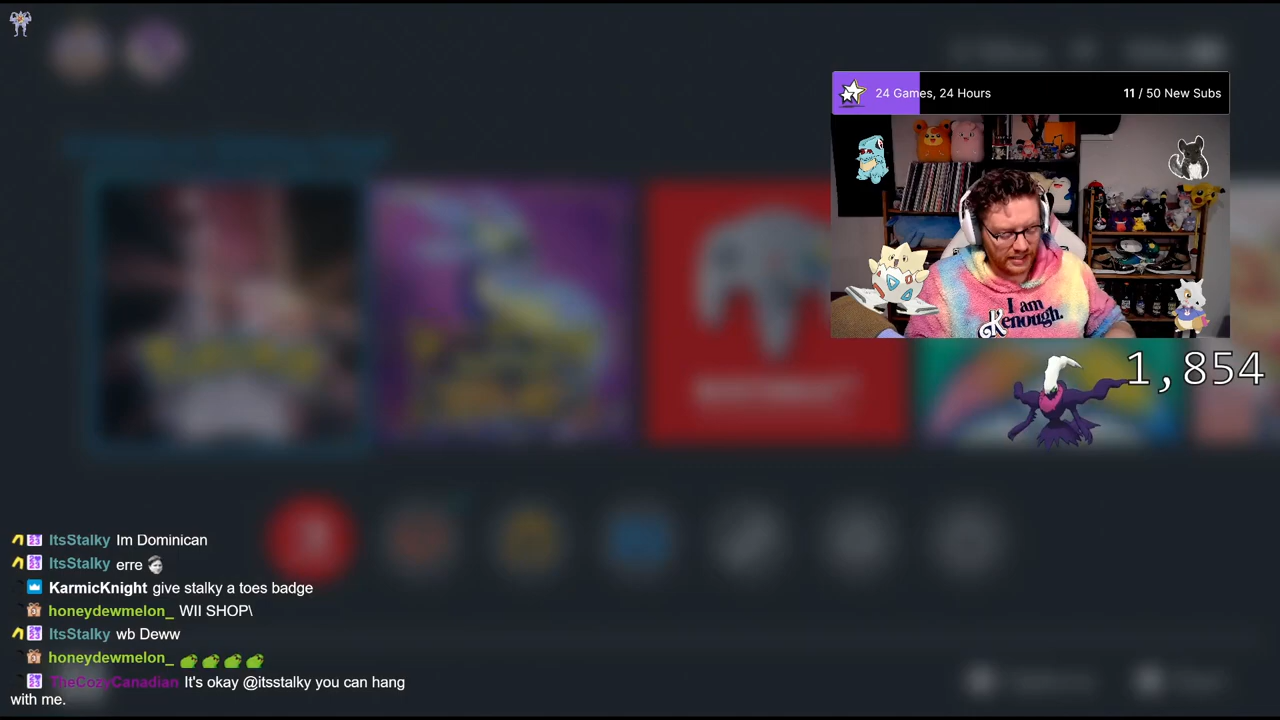 24 Games, 24 Hours 11 / 50 New Subs
I am
Kenough.
1,854
ItsStalky Im Dominican
ItsStalky erre
KarmicKnight give stalky a toes badge
honeydewmelon_ WII SHOP\
ItsStalky wb Deww
honeydewmelon_
TheCozyCanadian It's okay @itsstalky you can hang
with me.